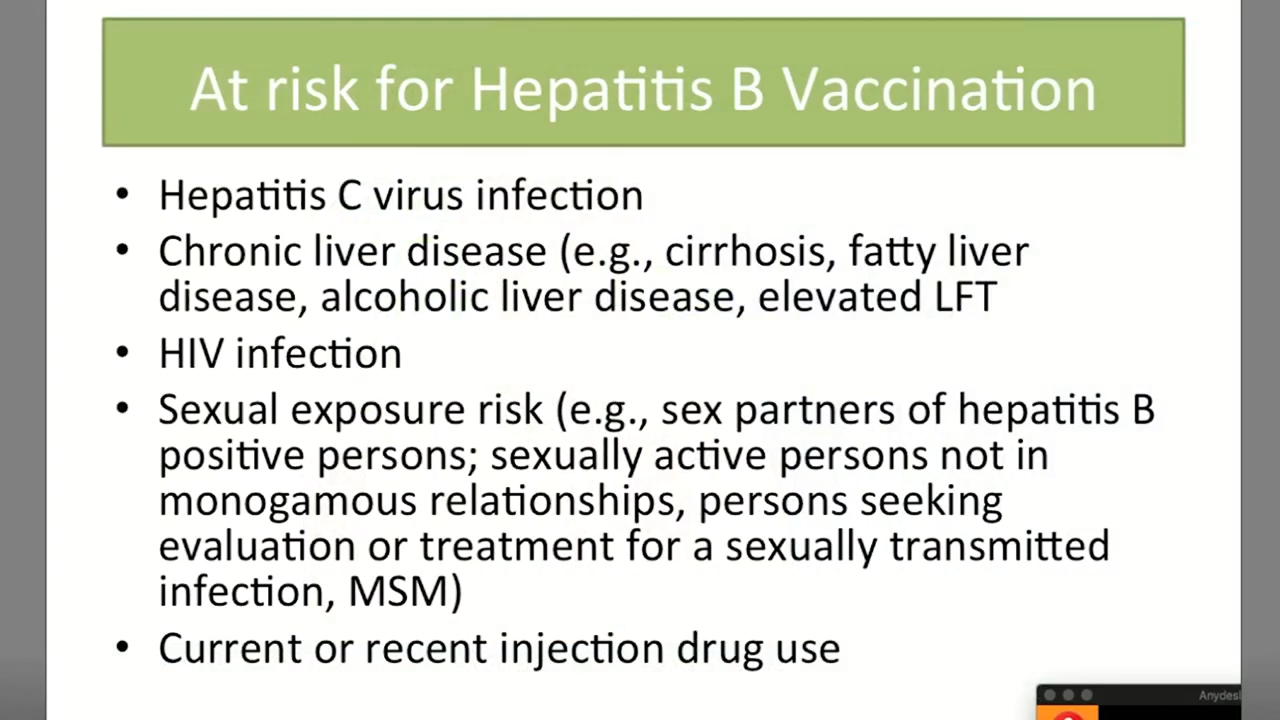 At risk for Hepatitis B Vaccination
• Hepatitis C virus infection
• Chronic liver disease (e.g., cirrhosis, fatty liver
disease, alcoholic liver disease, elevated LFT
• HIV infection
• Sexual exposure risk (e.g., sex partners of hepatitis B
positive persons; sexually active persons not in
monogamous relationships, persons seeking
evaluation or treatment for a sexually transmitted
infection, MSM)
• Current or recent injection drug use